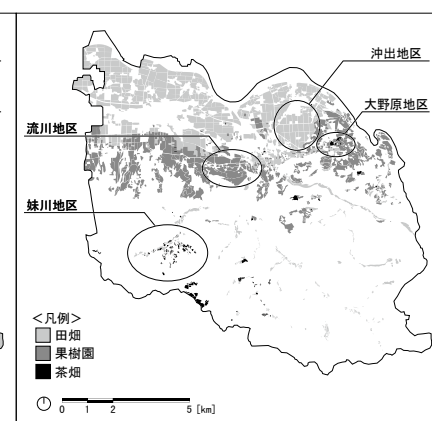 沖出地区
大野原地区
流川地区
妹川地区
<凡例>
田畑
果樹園
茶畑
0 1 2 5 [km]